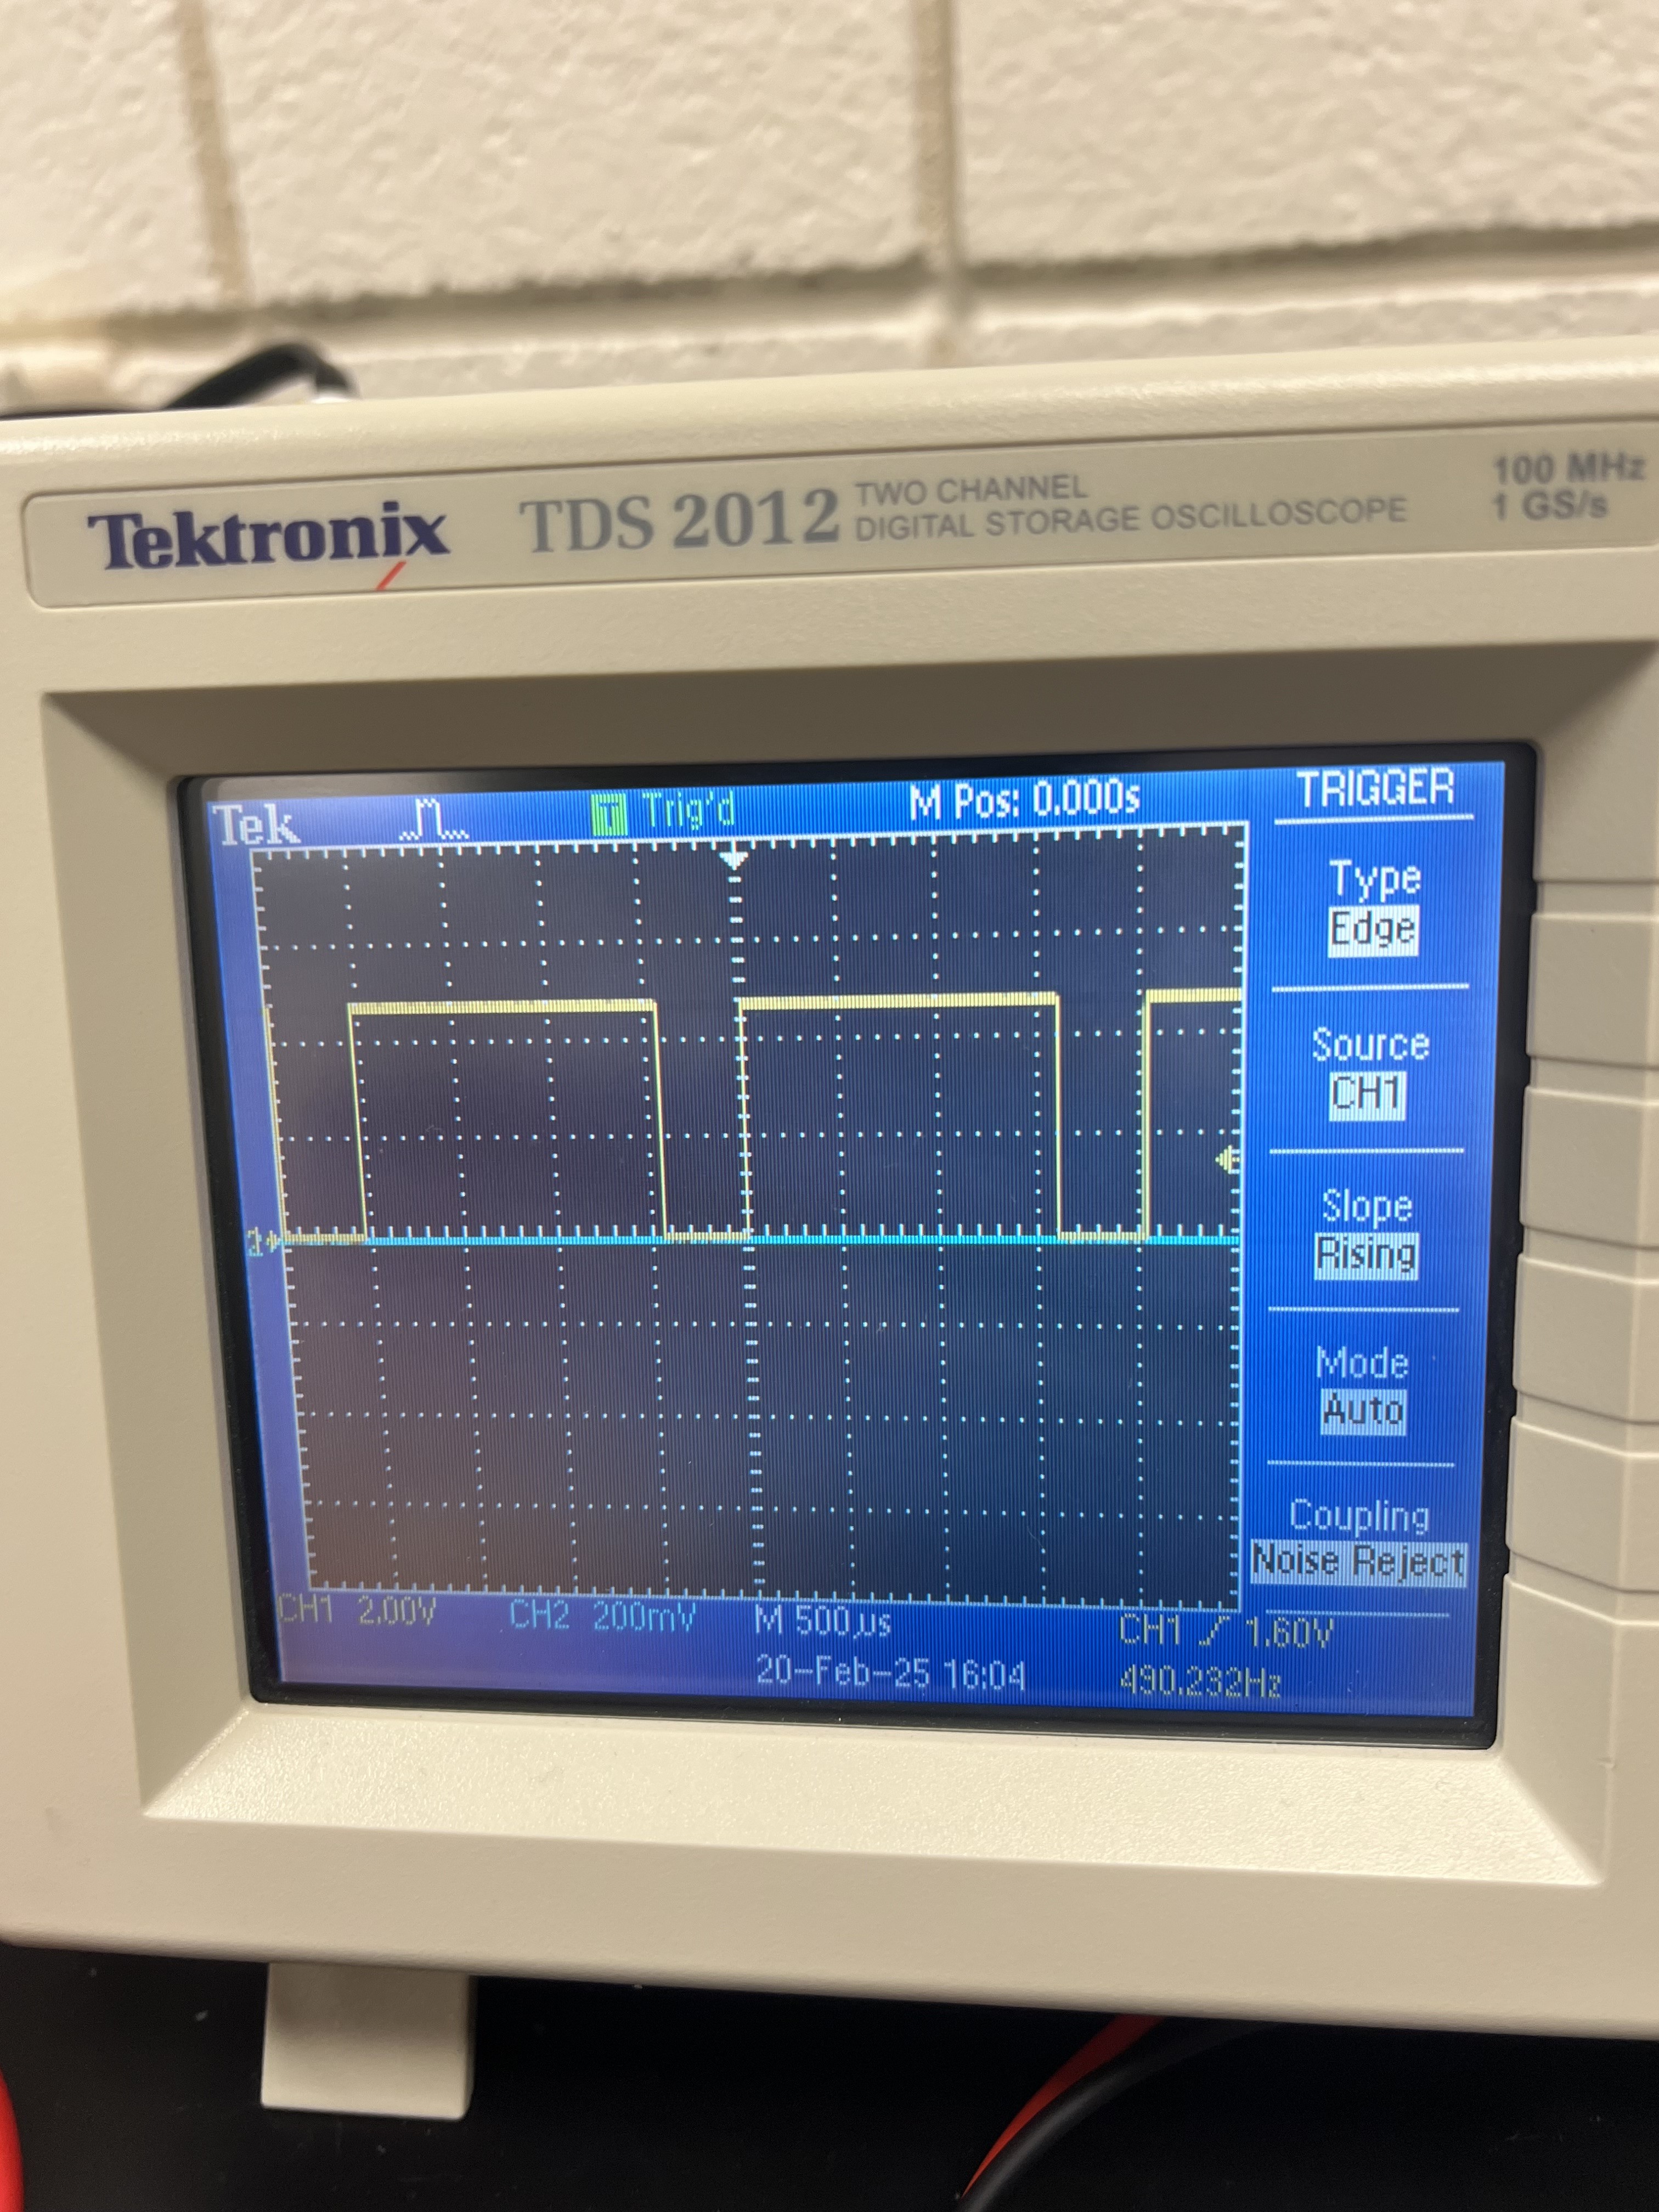 Tektronix TDS 2012 TWO CHANNEL
DIGITAL STORAGE OSCILLOSCOPE
100 MHz
1 GS/s
Tek T Trig'd M Pos: 0.000s
TRIGGER
Type
Edge
Source
CH1
Slope
Rising
Mode
Auto
Coupling
Noise Reject
CH1 2.00V CH2 200mV M 500µs CH1 1.60V
20-Feb-25 16:04 490.232Hz